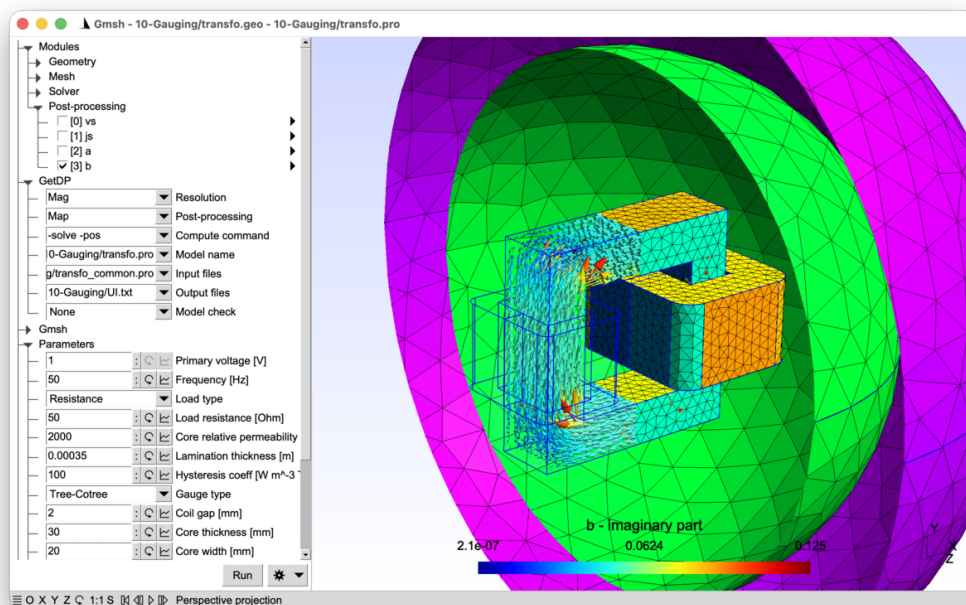 Gmsh - 10-Gauging/transfo.geo - 10-Gauging/transfo.pro
Modules
Geometry
Mesh
Solver
Post-processing
[0] vs
[1] js
[2] a
[3] b
GetDP
Mag Resolution
Map Post-processing
-solve -pos Compute command
0-Gauging/transfo.pro Model name
g/transfo_common.pro Input files
10-Gauging/UI.txt Output files
None Model check
Gmsh
Parameters
1 : Primary voltage [V]
50 : Frequency [Hz]
Resistance Load type
50 : Load resistance [Ohm]
2000 : Core relative permeability
0.00035 : Lamination thickness [m]
100 : Hysteresis coeff [W m^-3 T
Tree-Cotree Gauge type
2 : Coil gap [mm]
30 : Core thickness [mm]
20 : Core width [mm]
Run
b - imaginary part
2.1e-07 0.0624 0.125
Y
X
Z
O X Y Z 1:1 S Perspective projection